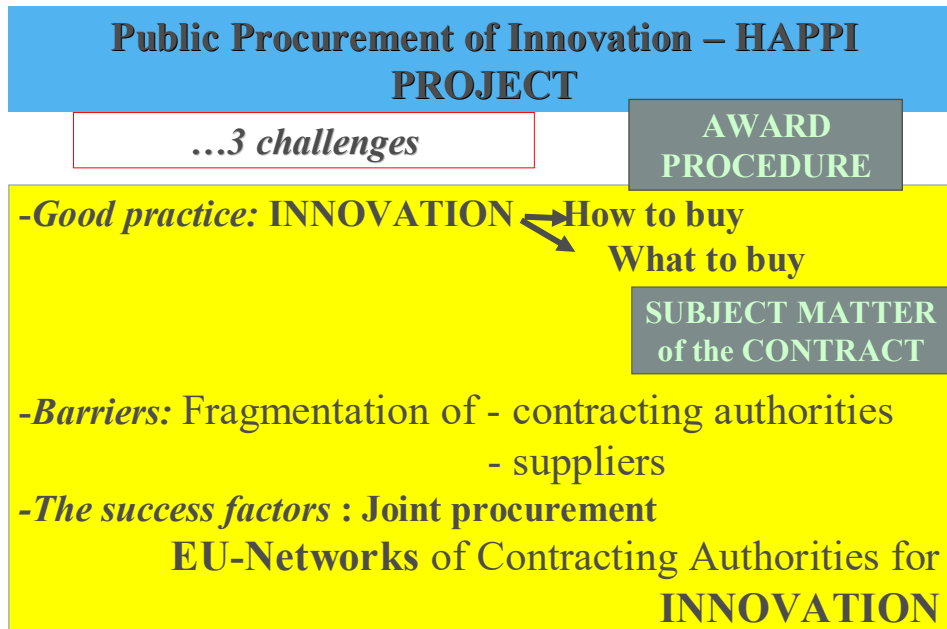 Public Procurement of Innovation – HAPPI
PROJECT
…3 challenges
AWARD
PROCEDURE
-Good practice: INNOVATION How to buy
What to buy
SUBJECT MATTER
of the CONTRACT
-Barriers: Fragmentation of - contracting authorities
- suppliers
-The success factors : Joint procurement
EU-Networks of Contracting Authorities for
INNOVATION